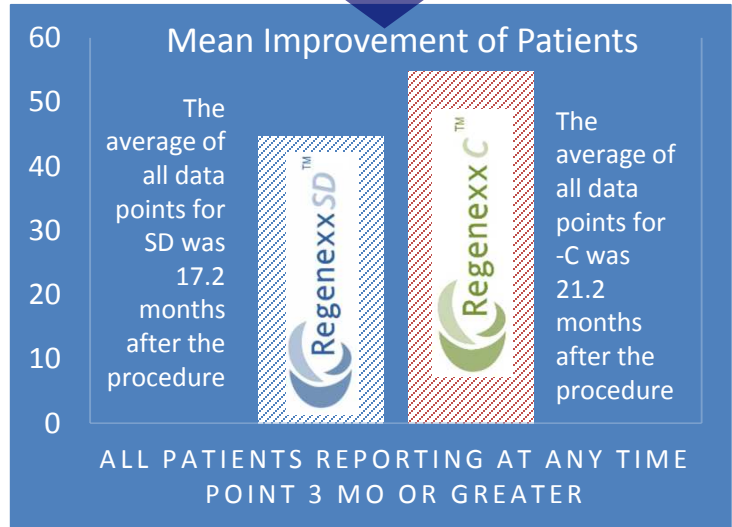 Mean Improvement of Patients
60
50
40
30
20
10
0
The
average of
all data
points for
SD was
17.2
months
after the
procedure
Regenexx SD™
Regenexx C™
The
average of
all data
points for
-C was
21.2
months
after the
procedure
ALL PATIENTS REPORTING AT ANY TIME
POINT 3 MO OR GREATER